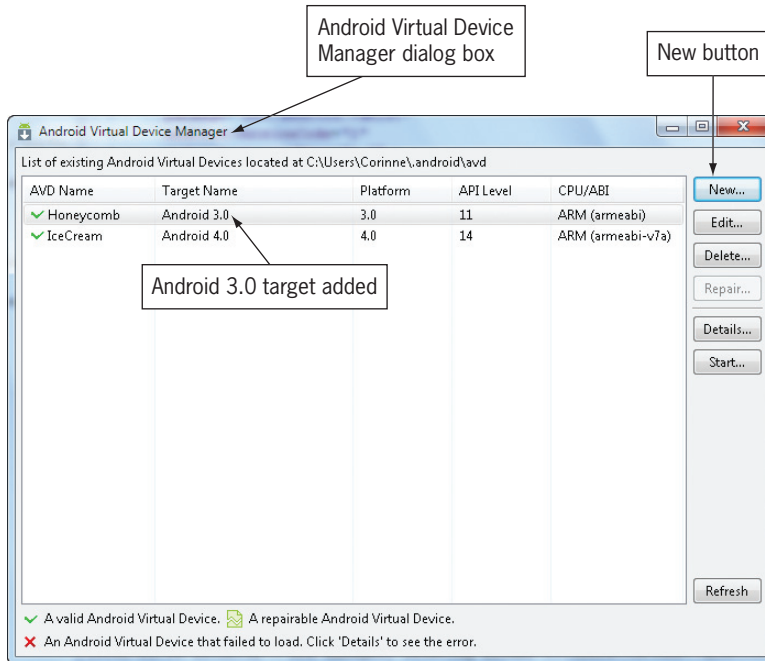 Android Virtual Device
Manager dialog box
New button
Android Virtual Device Manager
List of existing Android Virtual Devices located at C:\Users\Corinne\.android\avd
AVD Name Target Name Platform API Level CPU/ABI
Honeycomb Android 3.0 3.0 11 ARM (armeabi)
IceCream Android 4.0 4.0 14 ARM (armeabi-v7a)
Android 3.0 target added
New...
Edit...
Delete...
Repair...
Details...
Start...
Refresh
A valid Android Virtual Device. A repairable Android Virtual Device.
An Android Virtual Device that failed to load. Click 'Details' to see the error.